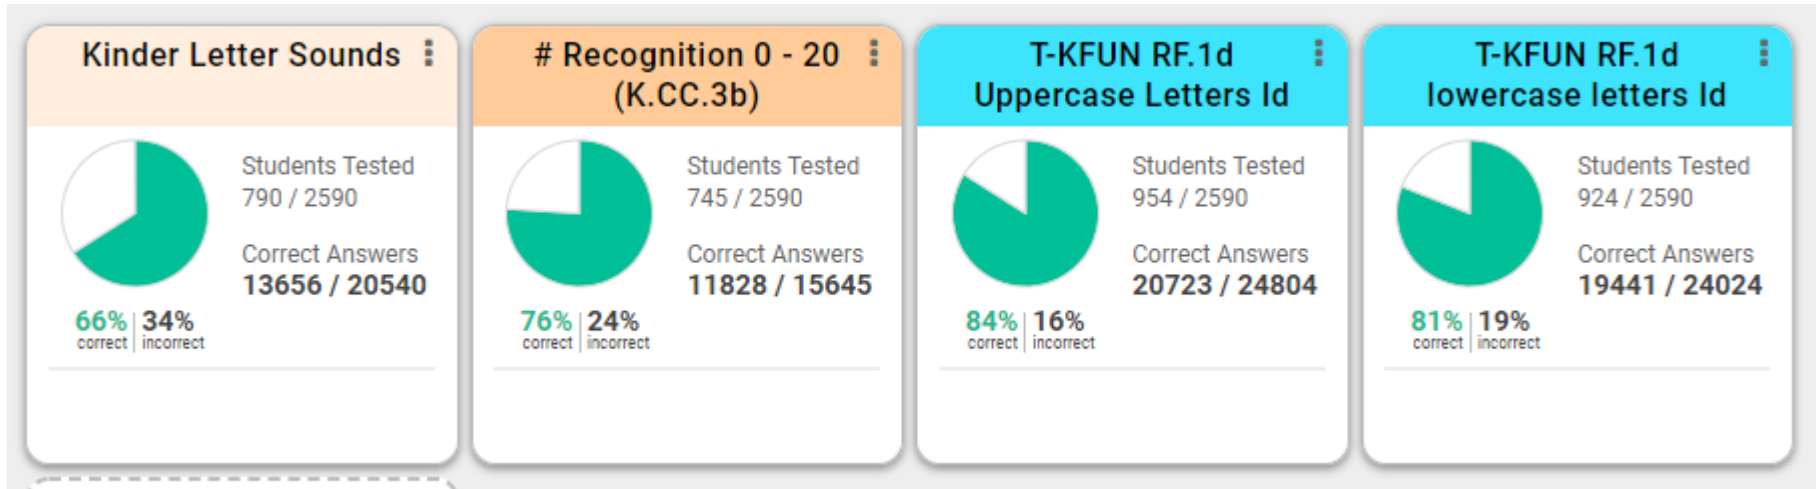 Kinder Letter Sounds
Students Tested
790 / 2590
Correct Answers
13656 / 20540
66% 34%
correct incorrect
# Recognition 0 - 20
(K.CC.3b)
Students Tested
745 / 2590
Correct Answers
11828 / 15645
76% 24%
correct incorrect
T-KFUN RF.1d
Uppercase Letters Id
Students Tested
954 / 2590
Correct Answers
20723 / 24804
84% 16%
correct incorrect
T-KFUN RF.1d
lowercase letters Id
Students Tested
924 / 2590
Correct Answers
19441 / 24024
81% 19%
correct incorrect